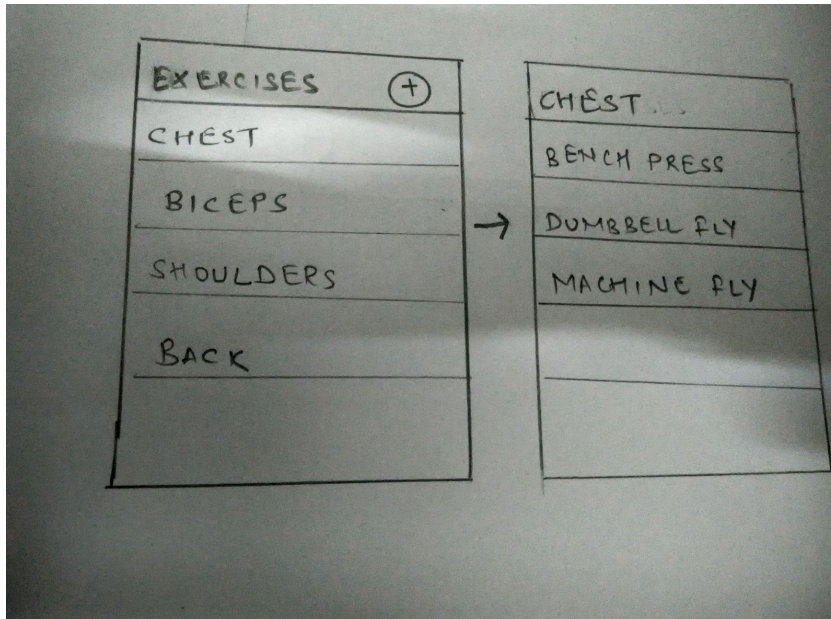 EXERCISES +
CHEST
BICEPS
SHOULDERS
BACK
CHEST...
BENCH PRESS
DUMBBELL FLY
MACHINE FLY